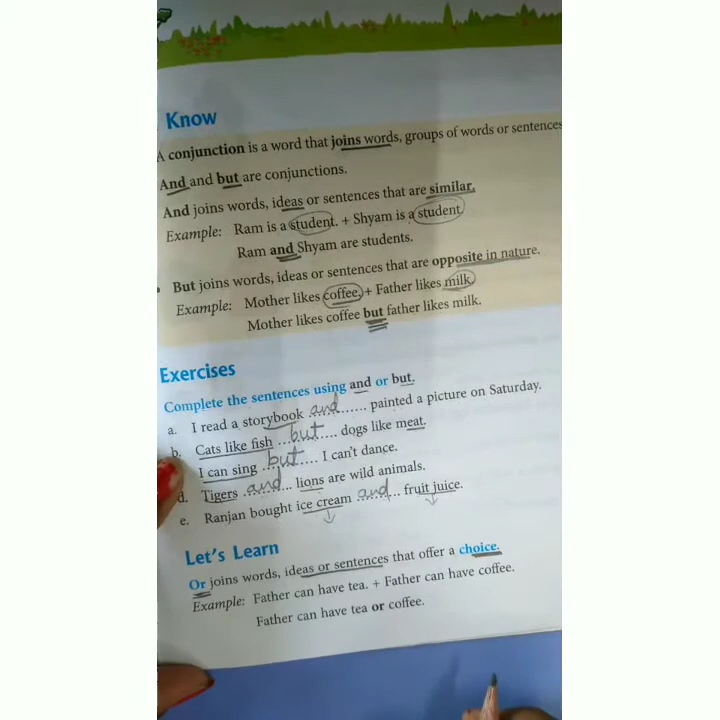 Know
A conjunction is a word that joins words, groups of words or sentences
And and but are conjunctions.
And joins words, ideas or sentences that are similar.
Example: Ram is a student. + Shyam is a student.
Ram and Shyam are students.
• But joins words, ideas or sentences that are opposite in nature.
Example: Mother likes coffee. + Father likes milk.
Mother likes coffee but father likes milk.
Exercises
Complete the sentences using and or but.
a. I read a storybook and painted a picture on Saturday.
b. Cats like fish but dogs like meat.
I can sing but I can't dance.
d. Tigers and lions are wild animals.
e. Ranjan bought ice cream and fruit juice.
Let's Learn
Or joins words, ideas or sentences that offer a choice.
Example: Father can have tea. + Father can have coffee.
Father can have tea or coffee.